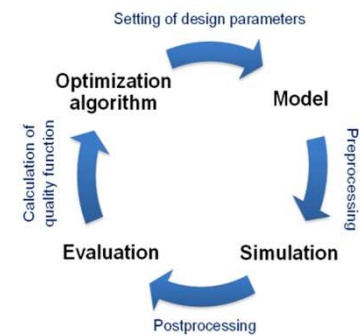 Setting of design parameters
Optimization
algorithm
Model
Preprocessing
Simulation
Postprocessing
Evaluation
Calculation of
quality function